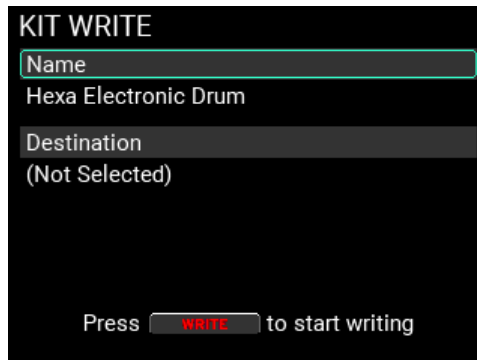 KIT WRITE
Name
Hexa Electronic Drum
Destination
(Not Selected)
Press WRITE to start writing